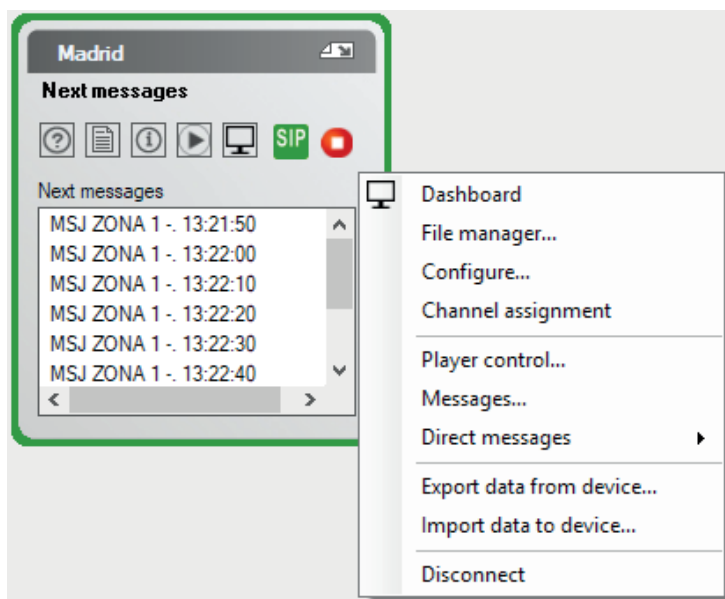 Madrid
Next messages
SIP
Next messages
MSJ ZONA 1 -. 13:21:50
MSJ ZONA 1 -. 13:22:00
MSJ ZONA 1 -. 13:22:10
MSJ ZONA 1 -. 13:22:20
MSJ ZONA 1 -. 13:22:30
MSJ ZONA 1 -. 13:22:40
Dashboard
File manager...
Configure...
Channel assignment
Player control...
Messages...
Direct messages
Export data from device...
Import data to device...
Disconnect